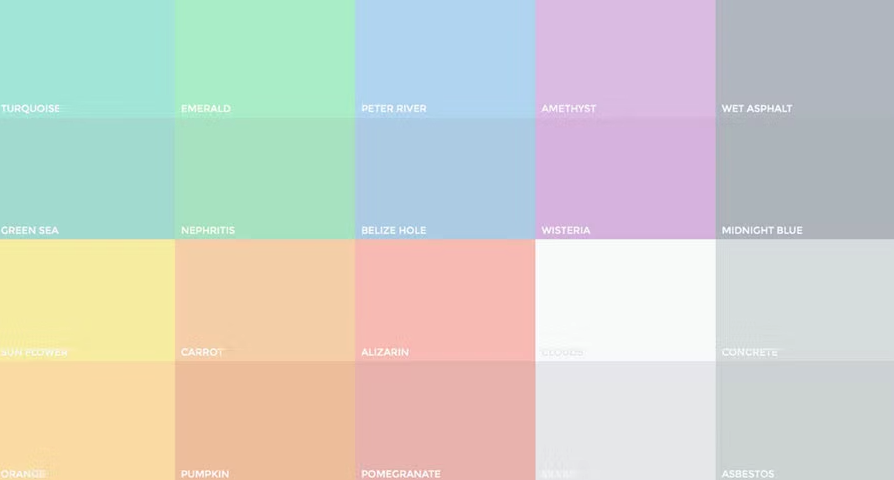 TURQUOISE
EMERALD
PETER RIVER
AMETHYST
WET ASPHALT
GREEN SEA
NEPHRITIS
BELIZE HOLE
WISTERIA
MIDNIGHT BLUE
SUN FLOWER
CARROT
ALIZARIN
CLOUDS
CONCRETE
ORANGE
PUMPKIN
POMEGRANATE
ASBESTOS